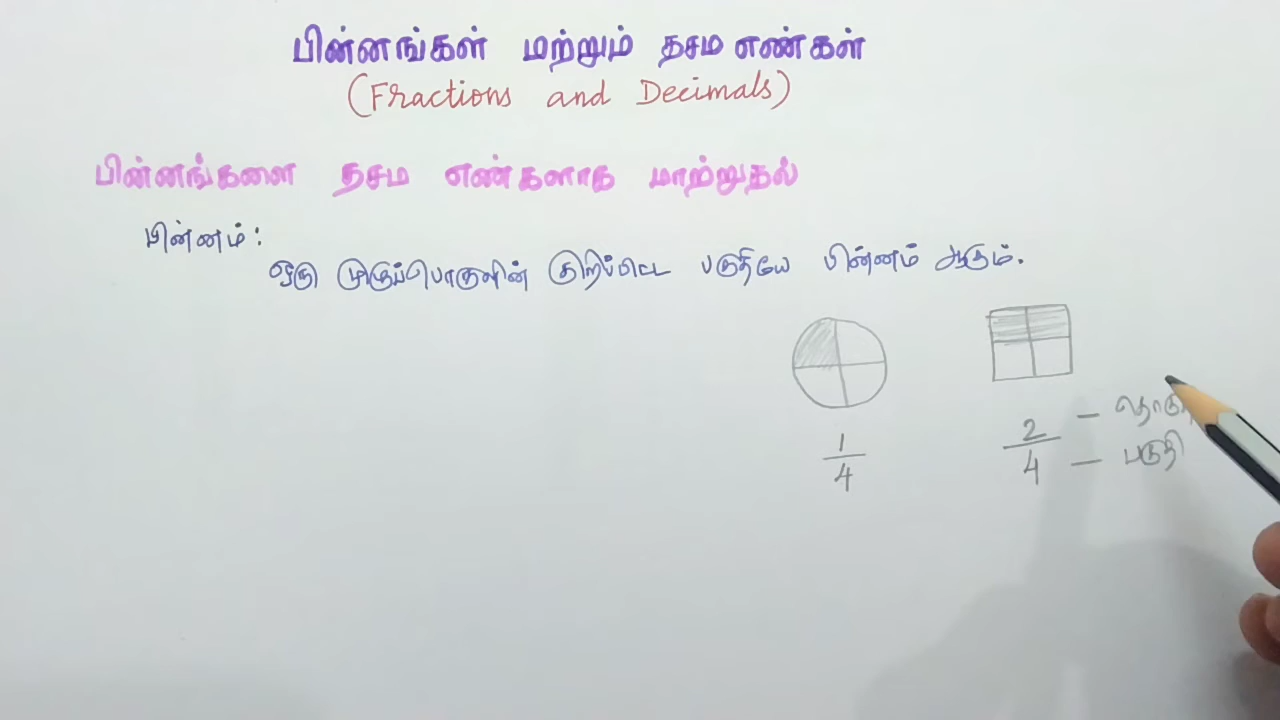 பின்னங்கள் மற்றும் தசம எண்கள்
(Fractions and Decimals)
பின்னங்களை தசம எண்களாக மாற்றுதல்
பின்னம் :
ஒரு முழுப்பொருளின் குறிப்பிட்ட பகுதியே பின்னம் ஆகும்.
1
4
2 –
4 – பகுதி